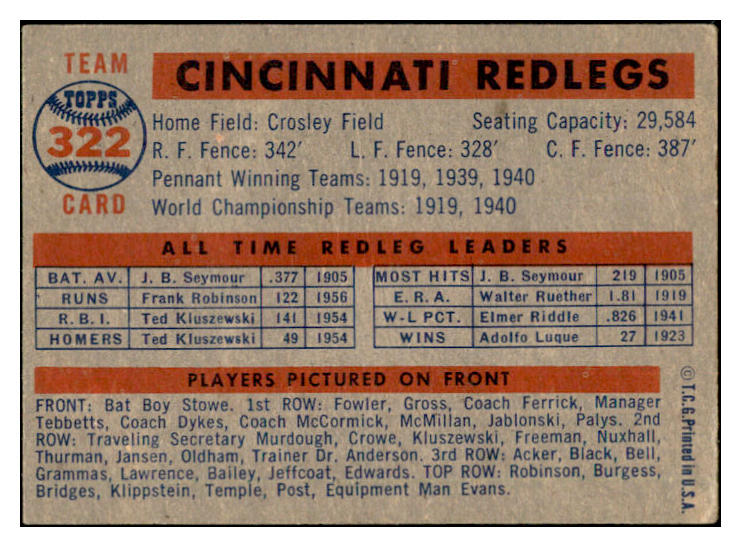 TEAM
TOPPS
322
CARD
CINCINNATI REDLEGS
Home Field: Crosley Field Seating Capacity: 29,584
R. F. Fence: 342′ L. F. Fence: 328′ C. F. Fence: 387′
Pennant Winning Teams: 1919, 1939, 1940
World Championship Teams: 1919, 1940
ALL TIME REDLEG LEADERS
BAT. AV. J. B. Seymour .377 1905
RUNS Frank Robinson 122 1956
R. B. I. Ted Kluszewski 141 1954
HOMERS Ted Kluszewski 49 1954
MOST HITS J. B. Seymour 219 1905
E. R. A. Walter Ruether 1.81 1919
W-L PCT. Elmer Riddle .826 1941
WINS Adolfo Luque 27 1923
PLAYERS PICTURED ON FRONT
FRONT: Bat Boy Stowe. 1st ROW: Fowler, Gross, Coach Ferrick, Manager
Tebbetts, Coach Dykes, Coach McCormick, McMillan, Jablonski, Palys. 2nd
ROW: Traveling Secretary Murdough, Crowe, Kluszewski, Freeman, Nuxhall,
Thurman, Jansen, Oldham, Trainer Dr. Anderson. 3rd ROW: Acker, Black, Bell,
Grammas, Lawrence, Bailey, Jeffcoat, Edwards. TOP ROW: Robinson, Burgess,
Bridges, Klippstein, Temple, Post, Equipment Man Evans.
© T.C.G. Printed in U.S.A.